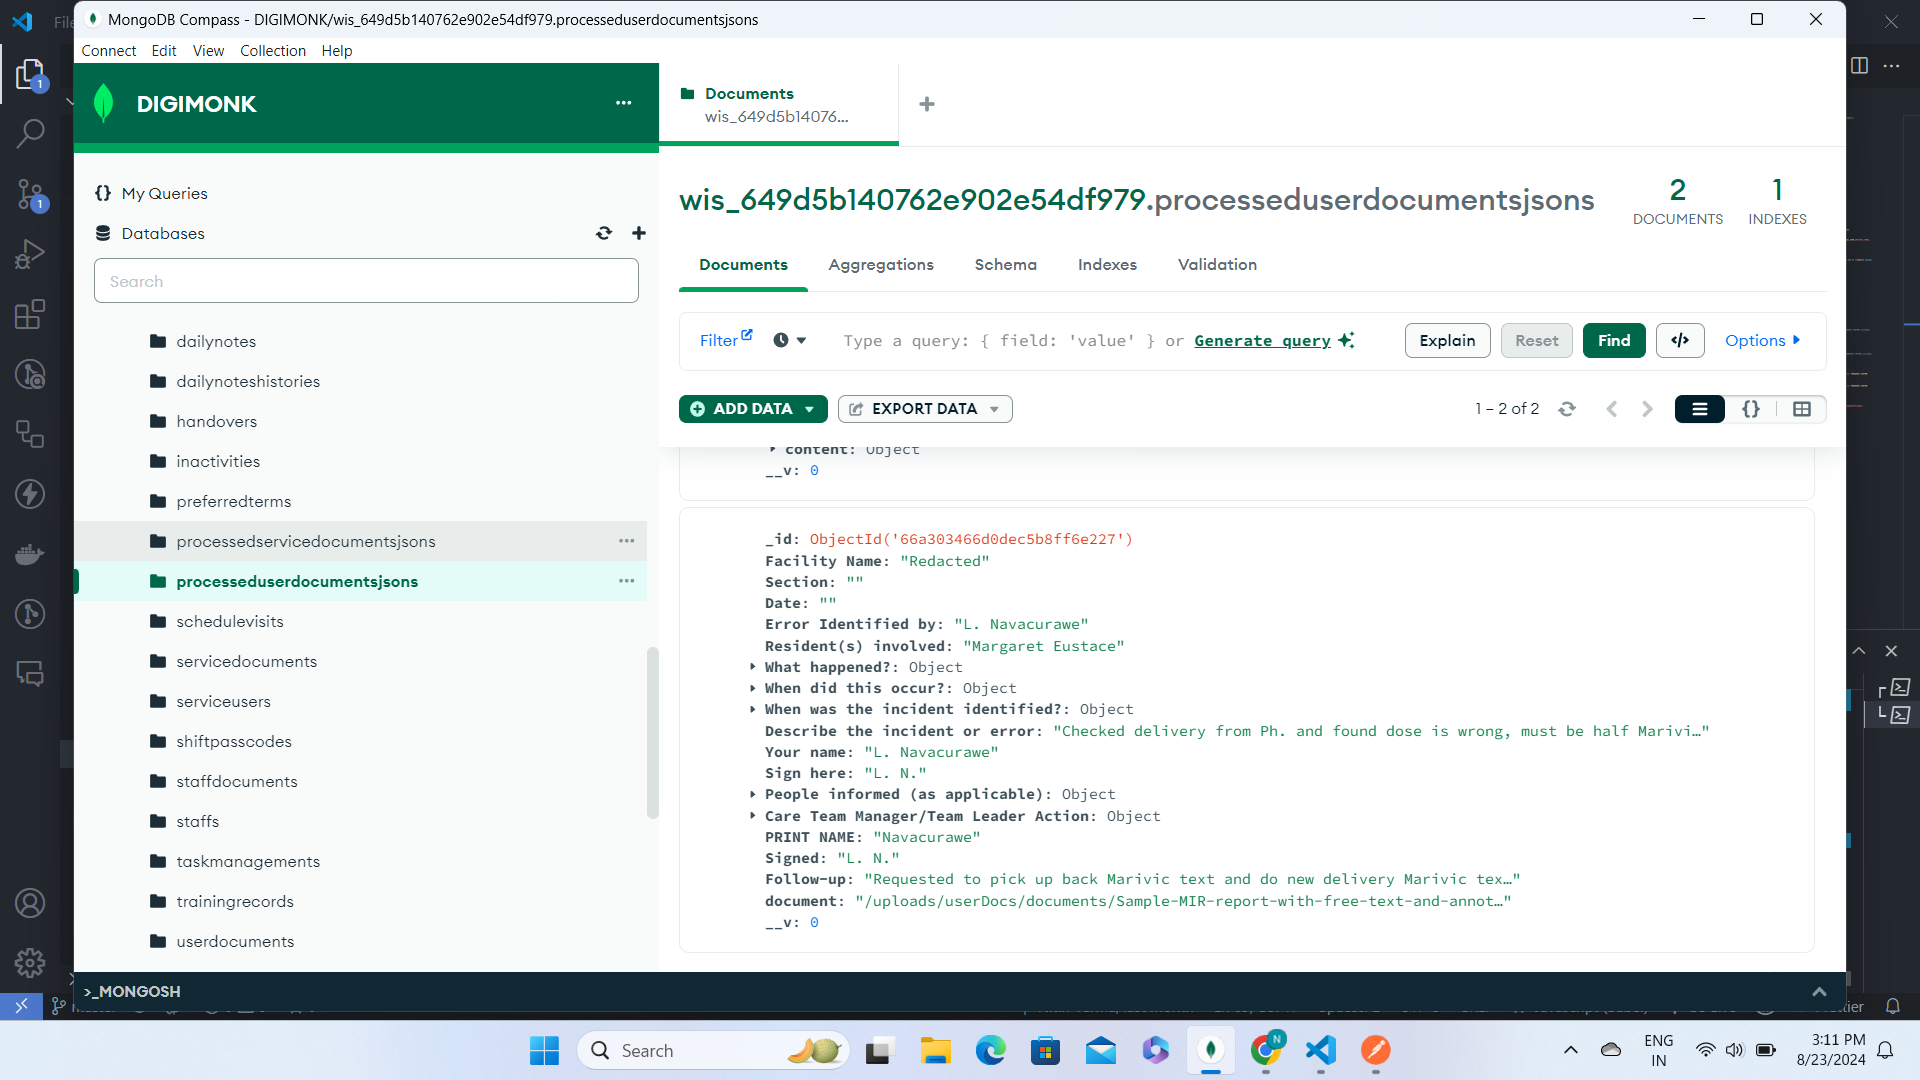 File
MongoDB Compass - DIGIMONK/wis_649d5b140762e902e54df979.processeduserdocumentsjsons
Connect Edit View Collection Help
1
1
DIGIMONK
My Queries
Databases
Search
dailynotes
dailynoteshistories
handovers
inactivities
preferredterms
processedservicedocumentsjsons
processeduserdocumentsjsons
schedulevisits
servicedocuments
serviceusers
shiftpasscodes
staffdocuments
staffs
taskmanagements
trainingrecords
userdocuments
Documents
wis_649d5b14076...
wis_649d5b140762e902e54df979.processeduserdocumentsjsons
2
DOCUMENTS
1
INDEXES
Documents Aggregations Schema Indexes Validation
Filter Type a query: { field: 'value' } or Generate query Explain Reset Find </> Options
ADD DATA EXPORT DATA 1 – 2 of 2 {}
content: Object
__v: 0
_id: ObjectId('66a303466d0dec5b8ff6e227')
Facility Name: "Redacted"
Section: ""
Date: ""
Error Identified by: "L. Navacurawe"
Resident(s) involved: "Margaret Eustace"
What happened?: Object
When did this occur?: Object
When was the incident identified?: Object
Describe the incident or error: "Checked delivery from Ph. and found dose is wrong, must be half Marivi…"
Your name: "L. Navacurawe"
Sign here: "L. N."
People informed (as applicable): Object
Care Team Manager/Team Leader Action: Object
PRINT NAME: "Navacurawe"
Signed: "L. N."
Follow-up: "Requested to pick up back Marivic text and do new delivery Marivic tex…"
document: "/uploads/userDocs/documents/Sample-MIR-report-with-free-text-and-annot…"
__v: 0
>_MONGOSH
Search
N
ENG
IN
3:11 PM
8/23/2024